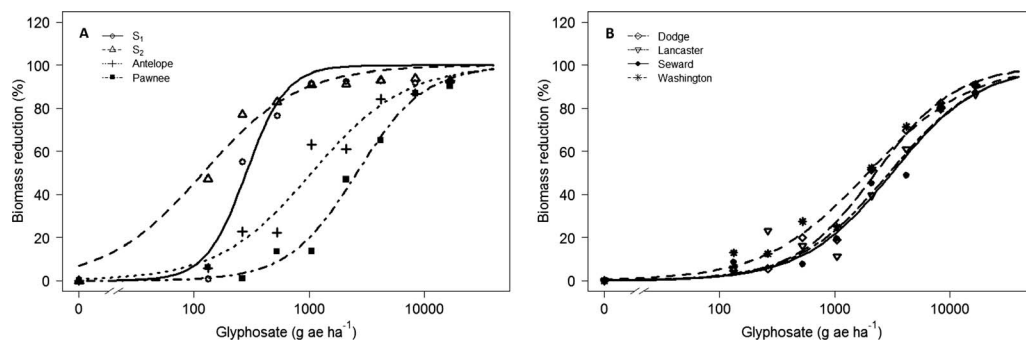 A
S₁
S₂
Antelope
Pawnee
Biomass reduction (%)
120
100
80
60
40
20
0
0
100
1000
10000
Glyphosate (g ae ha⁻¹)
B
Dodge
Lancaster
Seward
Washington
Biomass reduction (%)
120
100
80
60
40
20
0
0
100
1000
10000
Glyphosate (g ae ha⁻¹)